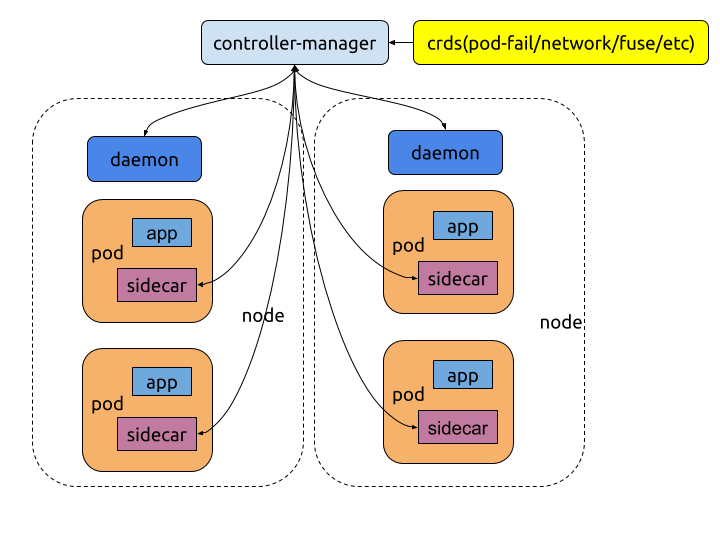 controller-manager
crds(pod-fail/network/fuse/etc)
daemon
app
pod
sidecar
node
app
pod
sidecar
daemon
app
pod
sidecar
node
app
pod
sidecar